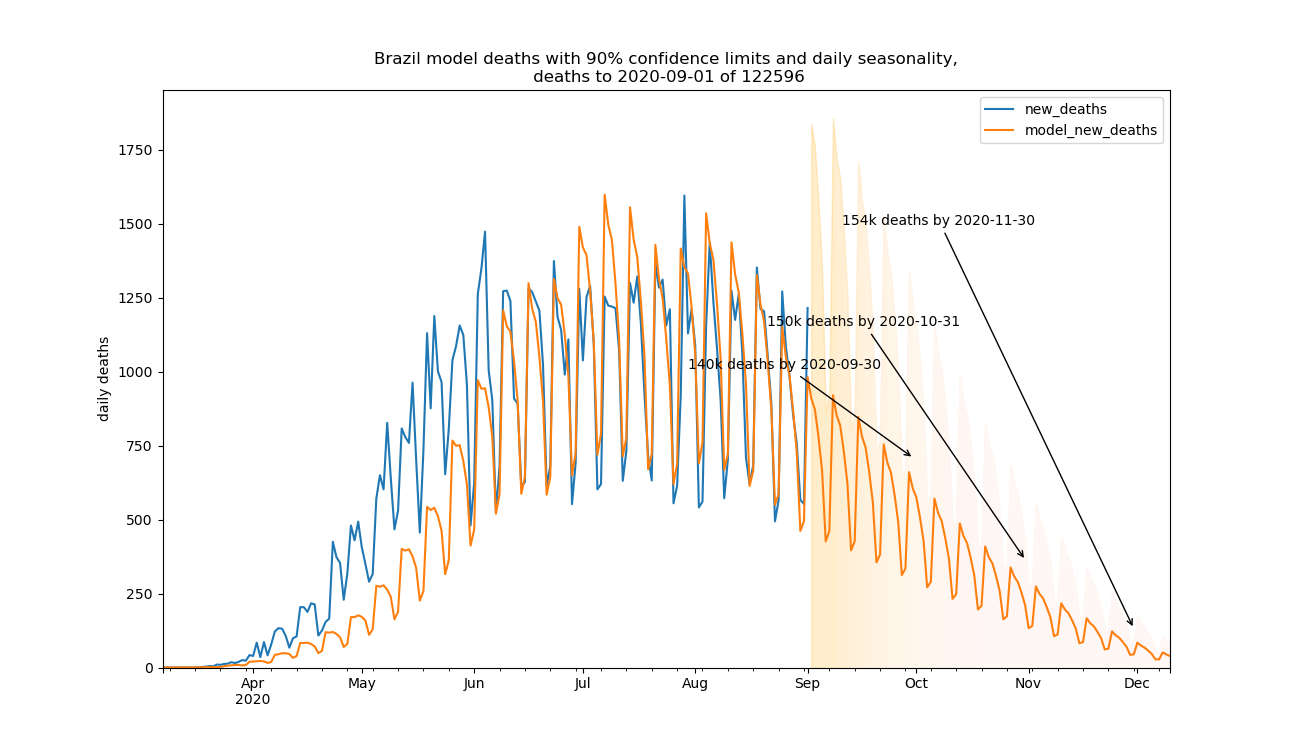 Brazil model deaths with 90% confidence limits and daily seasonality,
deaths to 2020-09-01 of 122596
new_deaths
model_new_deaths
1750
1500
1250
1000
750
500
250
0
daily deaths
154k deaths by 2020-11-30
150k deaths by 2020-10-31
140k deaths by 2020-09-30
Apr
2020
May
Jun
Jul
Aug
Sep
Oct
Nov
Dec